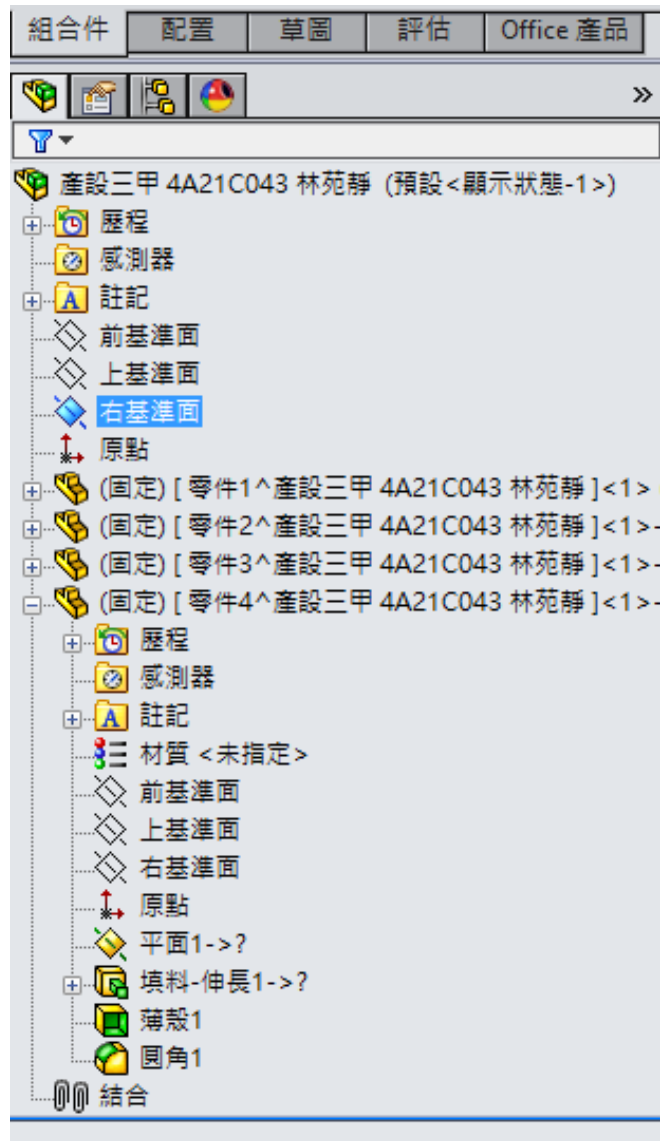 組合件 配置 草圖 評估 Office 產品
»
產設三甲 4A21C043 林苑靜 (預設<顯示狀態-1>)
歷程
感測器
A 註記
前基準面
上基準面
右基準面
原點
(固定) [ 零件1^產設三甲 4A21C043 林苑靜 ]<1>
(固定) [ 零件2^產設三甲 4A21C043 林苑靜 ]<1>-
(固定) [ 零件3^產設三甲 4A21C043 林苑靜 ]<1>-
(固定) [ 零件4^產設三甲 4A21C043 林苑靜 ]<1>-
歷程
感測器
A 註記
材質 <未指定>
前基準面
上基準面
右基準面
原點
平面1->?
填料-伸長1->?
薄殼1
圓角1
結合